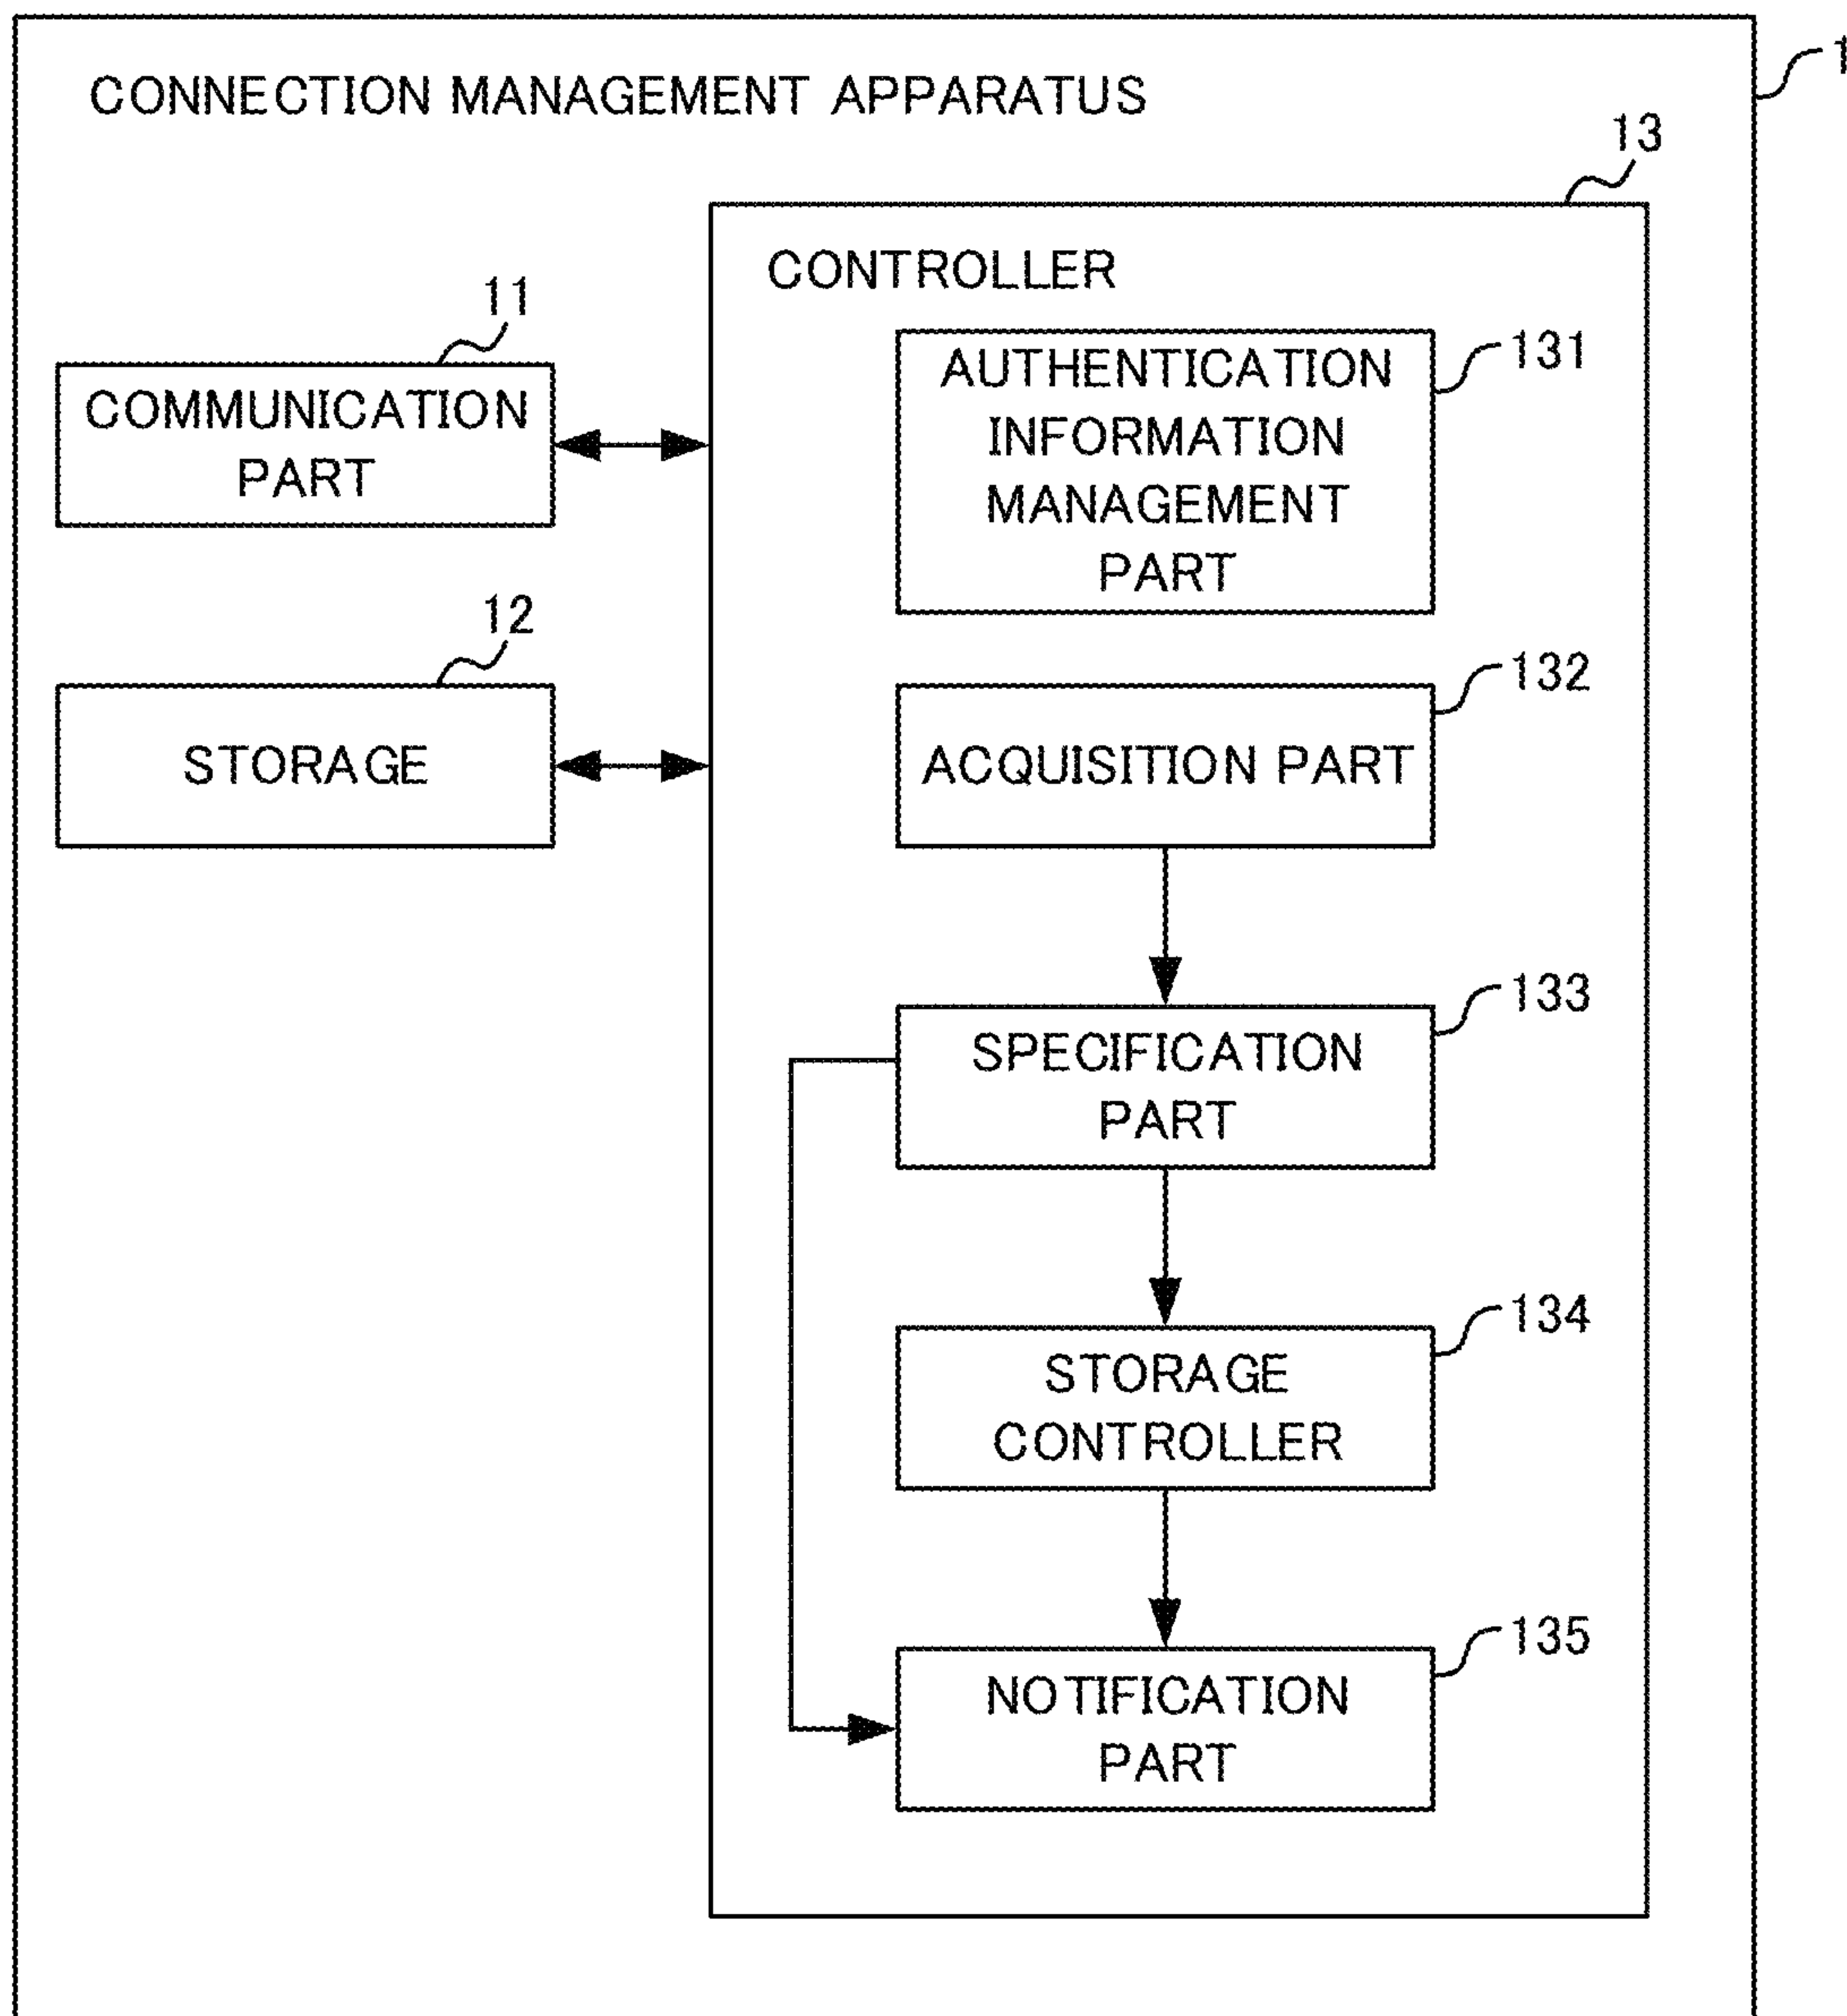 1
CONNECTION MANAGEMENT APPARATUS
13
CONTROLLER
11
COMMUNICATION
PART
131
AUTHENTICATION
INFORMATION
MANAGEMENT
PART
12
STORAGE
132
ACQUISITION PART
133
SPECIFICATION
PART
134
STORAGE
CONTROLLER
135
NOTIFICATION
PART